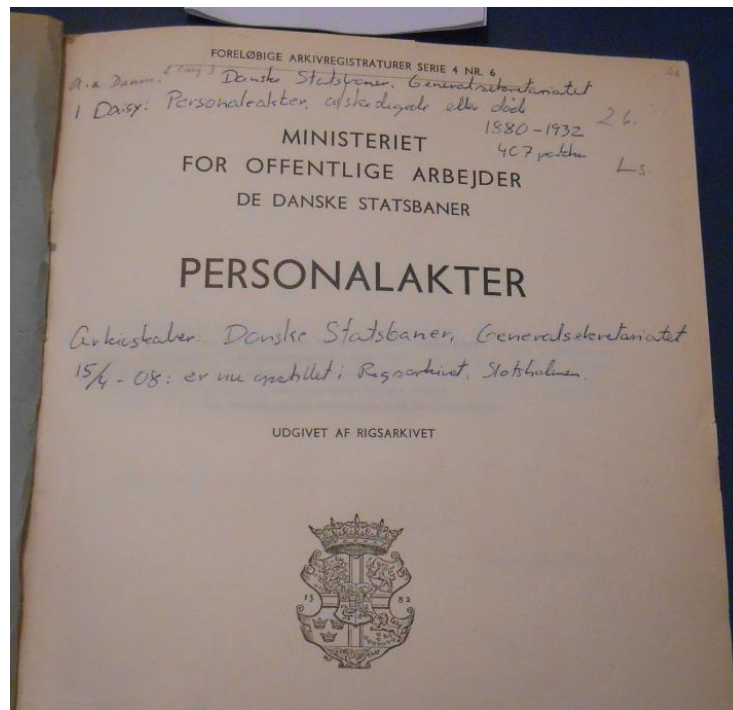 FORELØBIGE ARKIVREGISTRATURER SERIE 4 NR. 6
Danske Statsbaner, Generalsekretariatet
I Daisy: Personaleakter, afskedigede eller døde
1880-1932
26.
407 pakker
Ls.
MINISTERIET
FOR OFFENTLIGE ARBEJDER
DE DANSKE STATSBANER
PERSONALAKTER
Arkivskaber: Danske Statsbaner, Generalsekretariatet
15/4-08: er nu opstillet i Rigsarkivet, Slotsholmen.
UDGIVET AF RIGSARKIVET
15 82